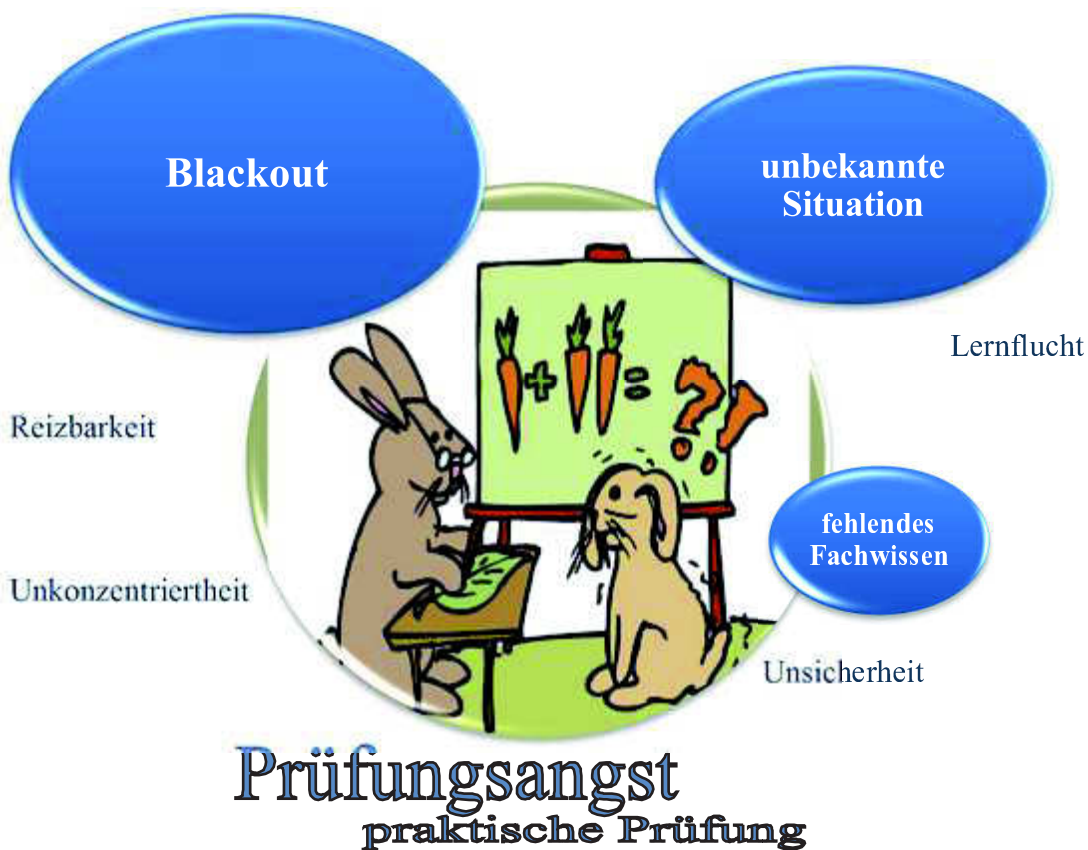 Blackout
unbekannte
Situation
Lernflucht
Reizbarkeit
+ = ?!
fehlendes
Fachwissen
Unkonzentriertheit
Unsicherheit
Prüfungsangst
praktische Prüfung